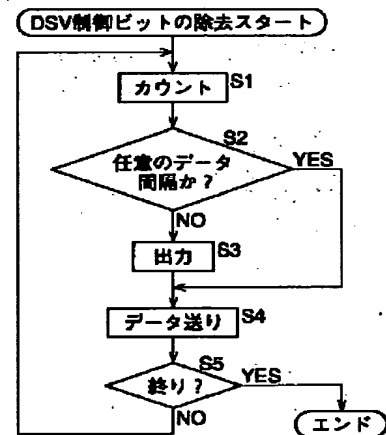 DSV制御ビットの除去スタート
カウント
S1
S2
任意のデータ
間隔か?
YES
NO
出力
S3
データ送り
S4
S5
終り?
YES
NO
エンド